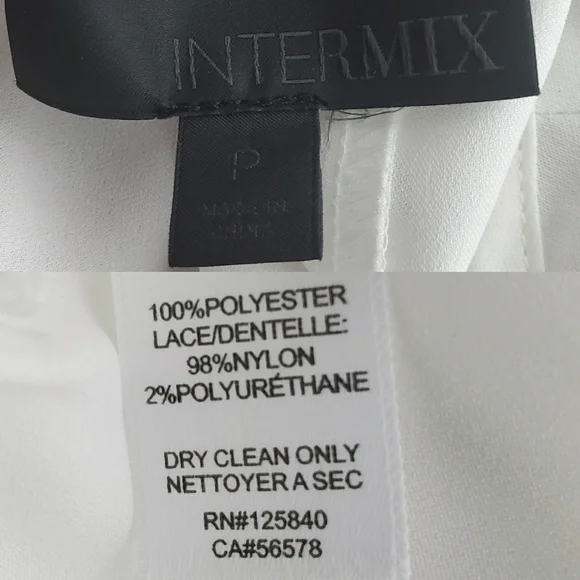 INTERMIX
P
MADE IN
CHINA
100%POLYESTER
LACE/DENTELLE:
98%NYLON
2%POLYURÉTHANE
DRY CLEAN ONLY
NETTOYER A SEC
RN#125840
CA#56578